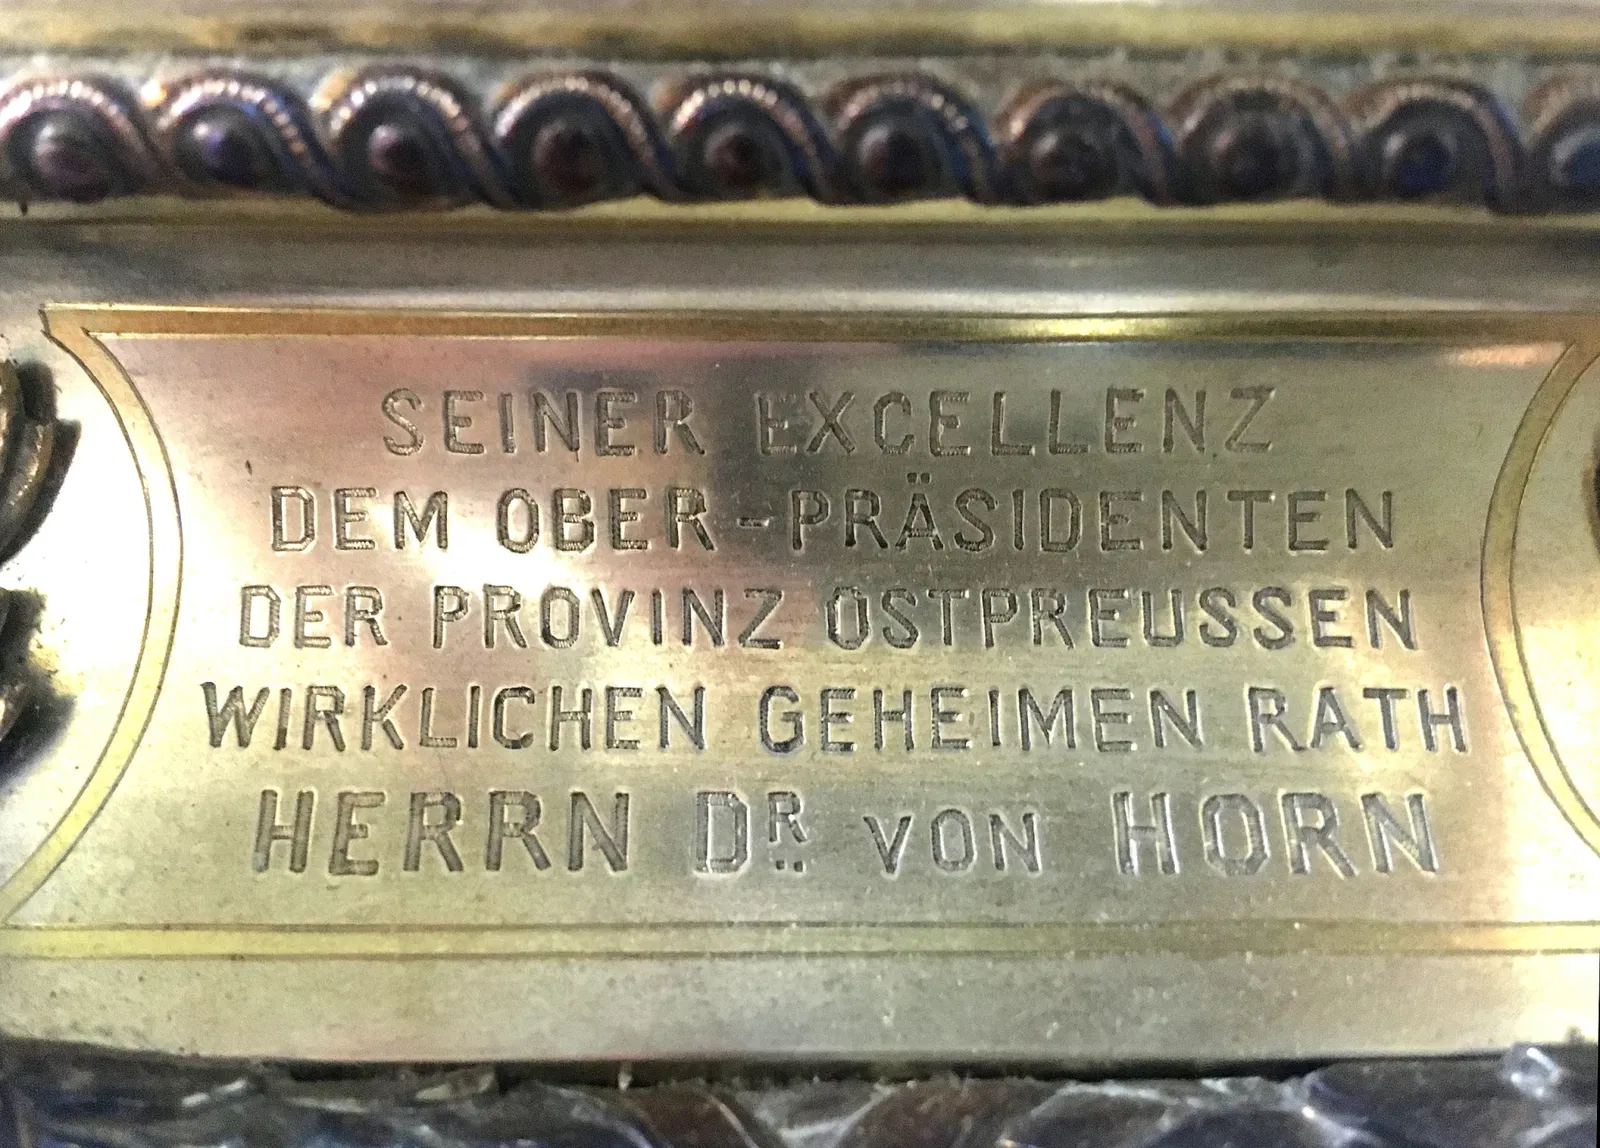 SEINER EXCELLENZ
DEM OBER-PRÄSIDENTEN
DER PROVINZ OSTPREUSSEN
WIRKLICHEN GEHEIMEN RATH
HERRN DR. VON HORN